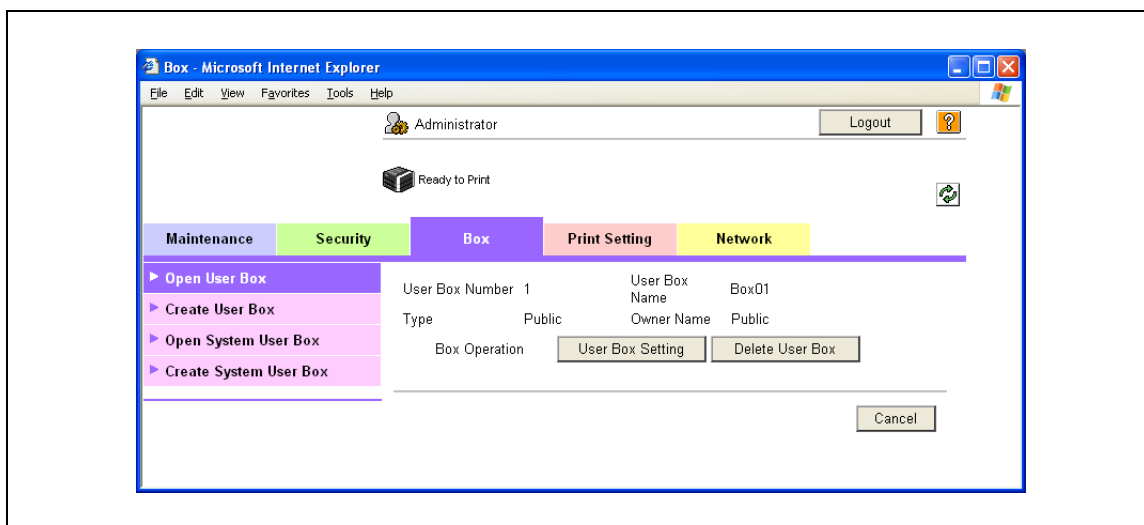 Box - Microsoft Internet Explorer
File Edit View Favorites Tools Help
Administrator Logout ?
Ready to Print
Maintenance Security Box Print Setting Network
Open User Box
Create User Box
Open System User Box
Create System User Box
User Box Number 1 User Box Name Box01
Type Public Owner Name Public
Box Operation User Box Setting Delete User Box
Cancel